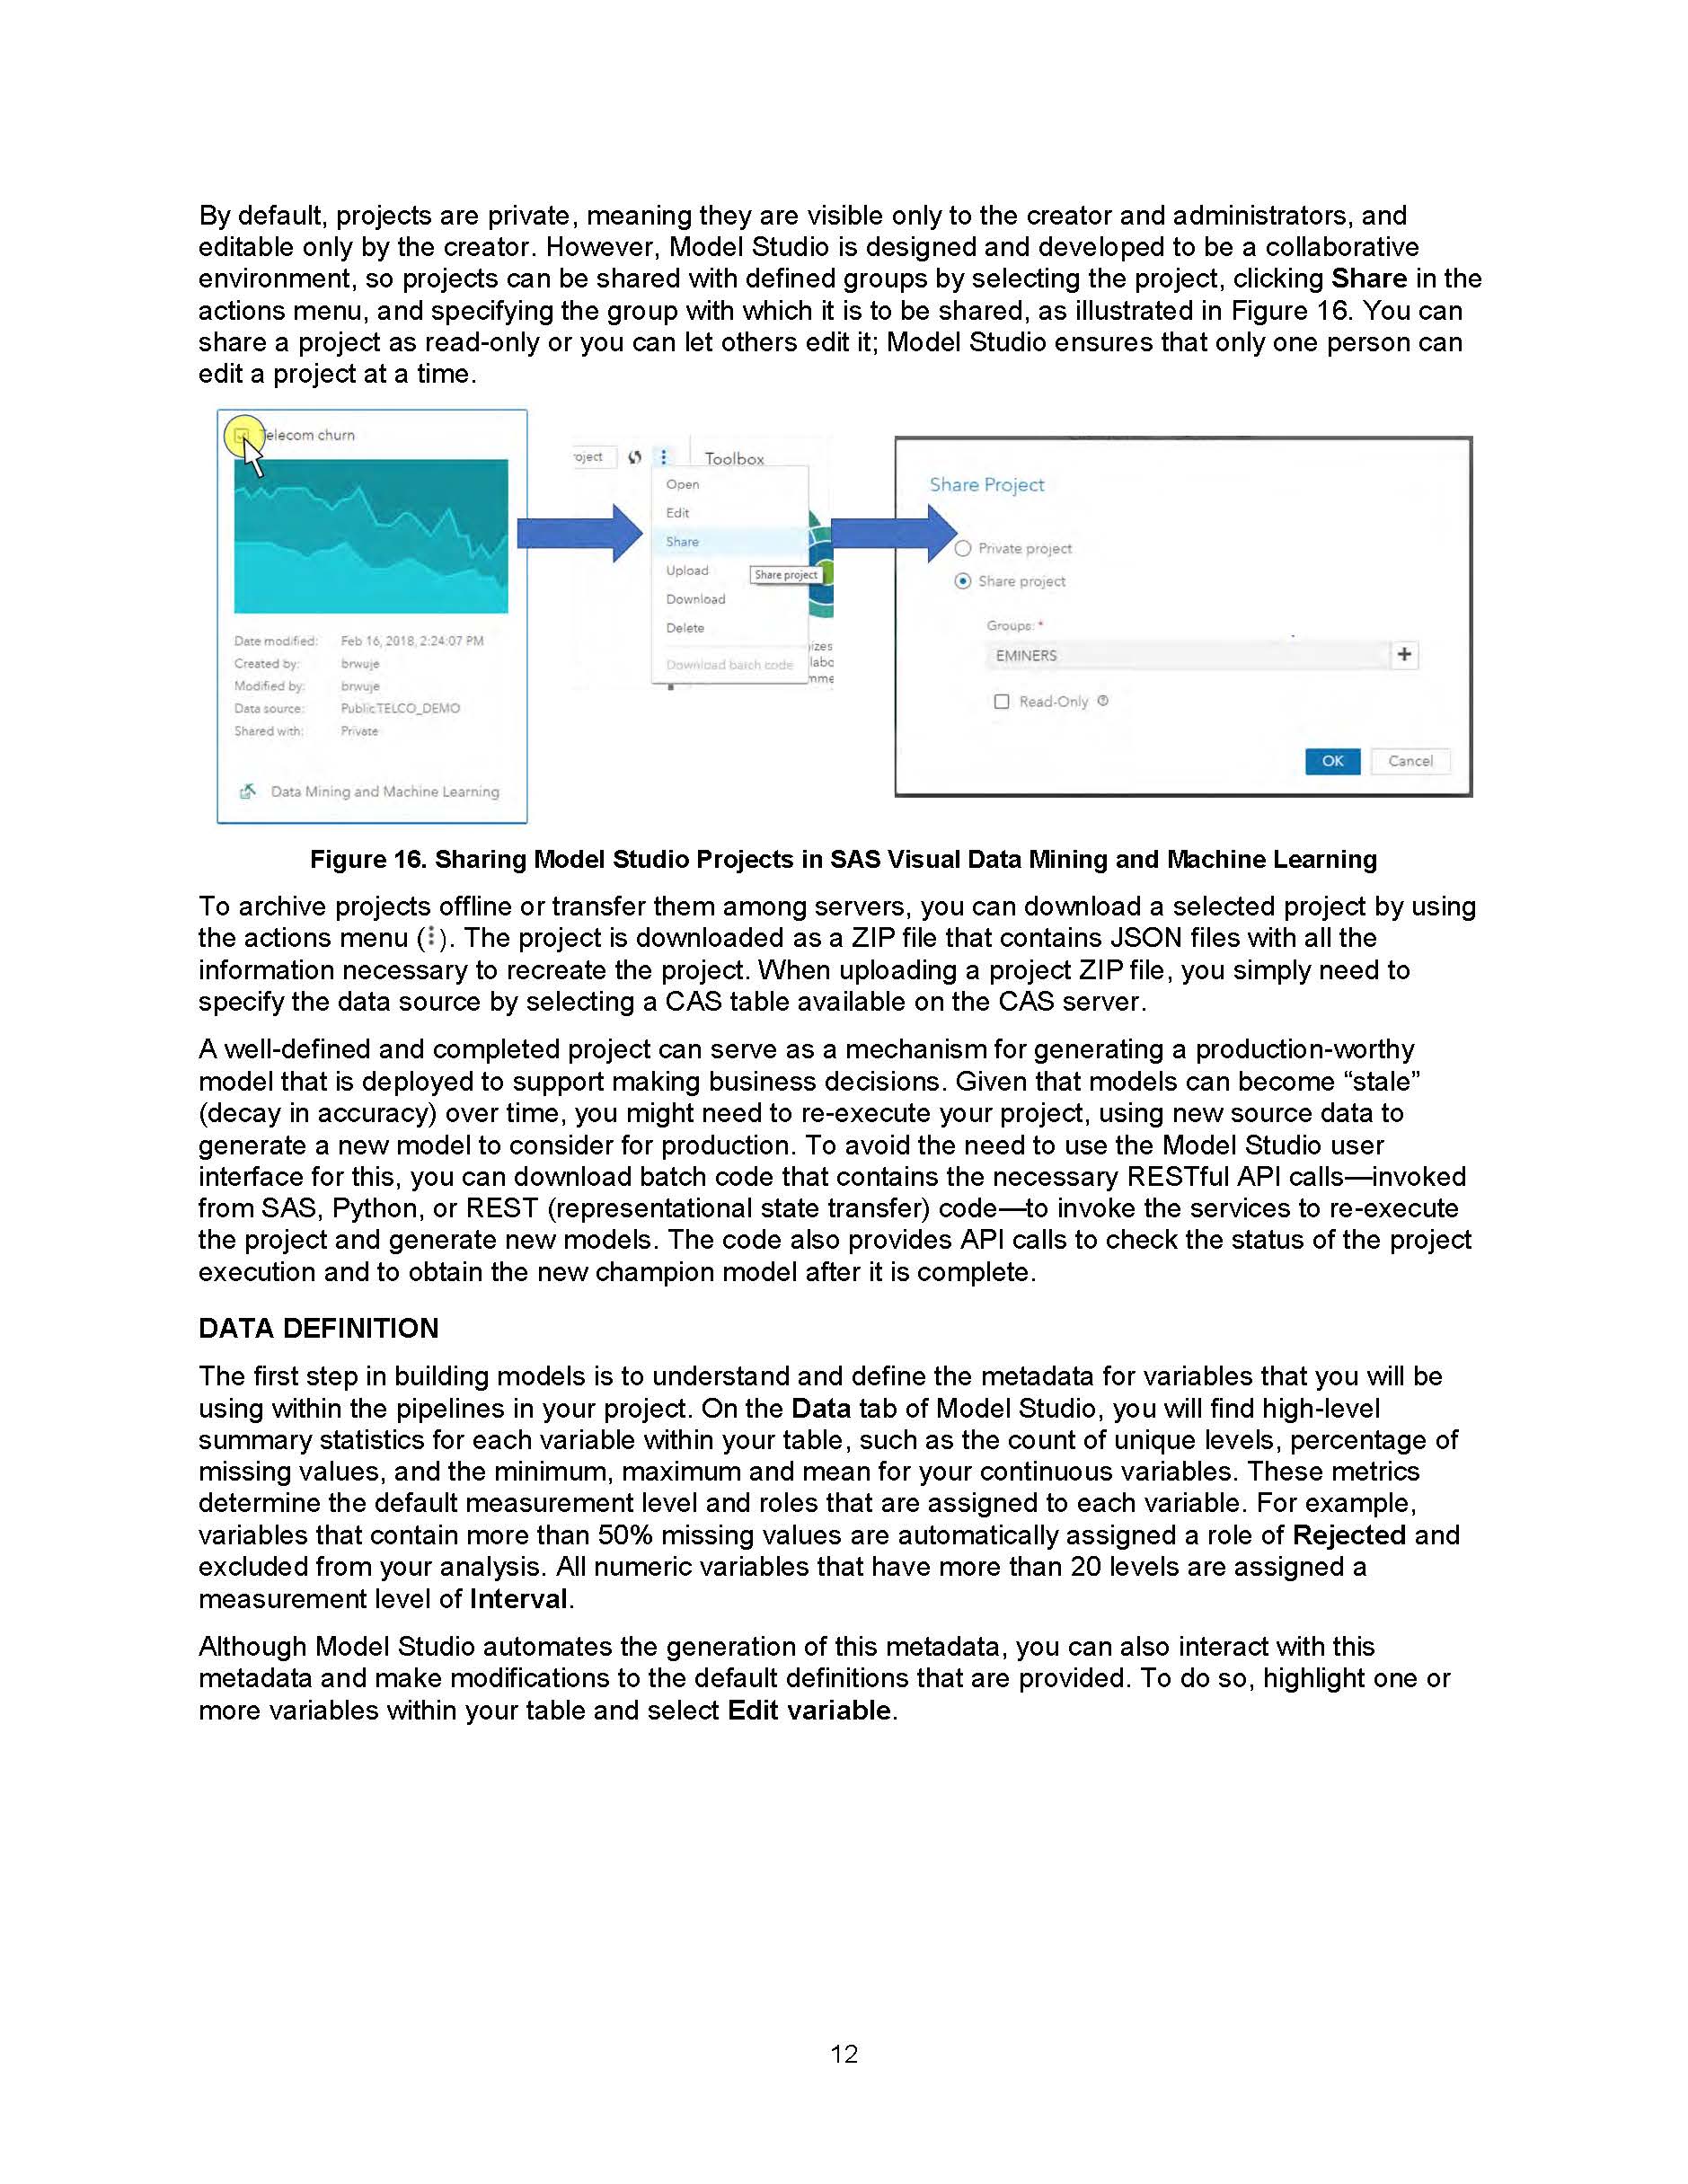 By default, projects are private, meaning they are visible only to the creator and administrators, and
editable only by the creator. However, Model Studio is designed and developed to be a collaborative
environment, so projects can be shared with defined groups by selecting the project, clicking Share in the
actions menu, and specifying the group with which it is to be shared, as illustrated in Figure 16. You can
share a project as read-only or you can let others edit it; Model Studio ensures that only one person can
edit a project at a time.
elecom churn
Date modified: Feb 16, 2018, 2:24:07 PM
Created by: brwuje
Modified by: brwuje
Data source: Public.TELCO_DEMO
Shared with: Private
Data Mining and Machine Learning
oject
Toolbox
Open
Edit
Share
Upload
Share project
Download
Delete
Download batch code
izes
labo
mme
Share Project
Private project
Share project
Groups: *
EMINERS
Read-Only
OK Cancel
Figure 16. Sharing Model Studio Projects in SAS Visual Data Mining and Machine Learning
To archive projects offline or transfer them among servers, you can download a selected project by using
the actions menu (⋮). The project is downloaded as a ZIP file that contains JSON files with all the
information necessary to recreate the project. When uploading a project ZIP file, you simply need to
specify the data source by selecting a CAS table available on the CAS server.
A well-defined and completed project can serve as a mechanism for generating a production-worthy
model that is deployed to support making business decisions. Given that models can become “stale”
(decay in accuracy) over time, you might need to re-execute your project, using new source data to
generate a new model to consider for production. To avoid the need to use the Model Studio user
interface for this, you can download batch code that contains the necessary RESTful API calls—invoked
from SAS, Python, or REST (representational state transfer) code—to invoke the services to re-execute
the project and generate new models. The code also provides API calls to check the status of the project
execution and to obtain the new champion model after it is complete.
DATA DEFINITION
The first step in building models is to understand and define the metadata for variables that you will be
using within the pipelines in your project. On the Data tab of Model Studio, you will find high-level
summary statistics for each variable within your table, such as the count of unique levels, percentage of
missing values, and the minimum, maximum and mean for your continuous variables. These metrics
determine the default measurement level and roles that are assigned to each variable. For example,
variables that contain more than 50% missing values are automatically assigned a role of Rejected and
excluded from your analysis. All numeric variables that have more than 20 levels are assigned a
measurement level of Interval.
Although Model Studio automates the generation of this metadata, you can also interact with this
metadata and make modifications to the default definitions that are provided. To do so, highlight one or
more variables within your table and select Edit variable.
12